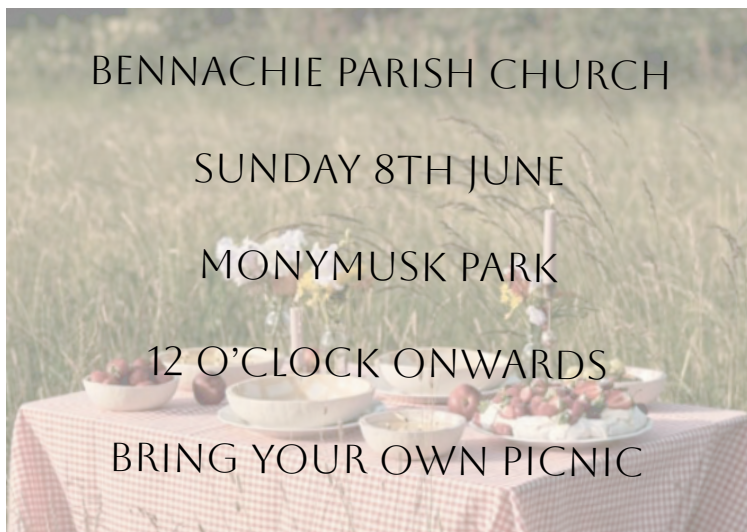 BENNACHIE PARISH CHURCH
SUNDAY 8TH JUNE
MONYMUSK PARK
12 O'CLOCK ONWARDS
BRING YOUR OWN PICNIC